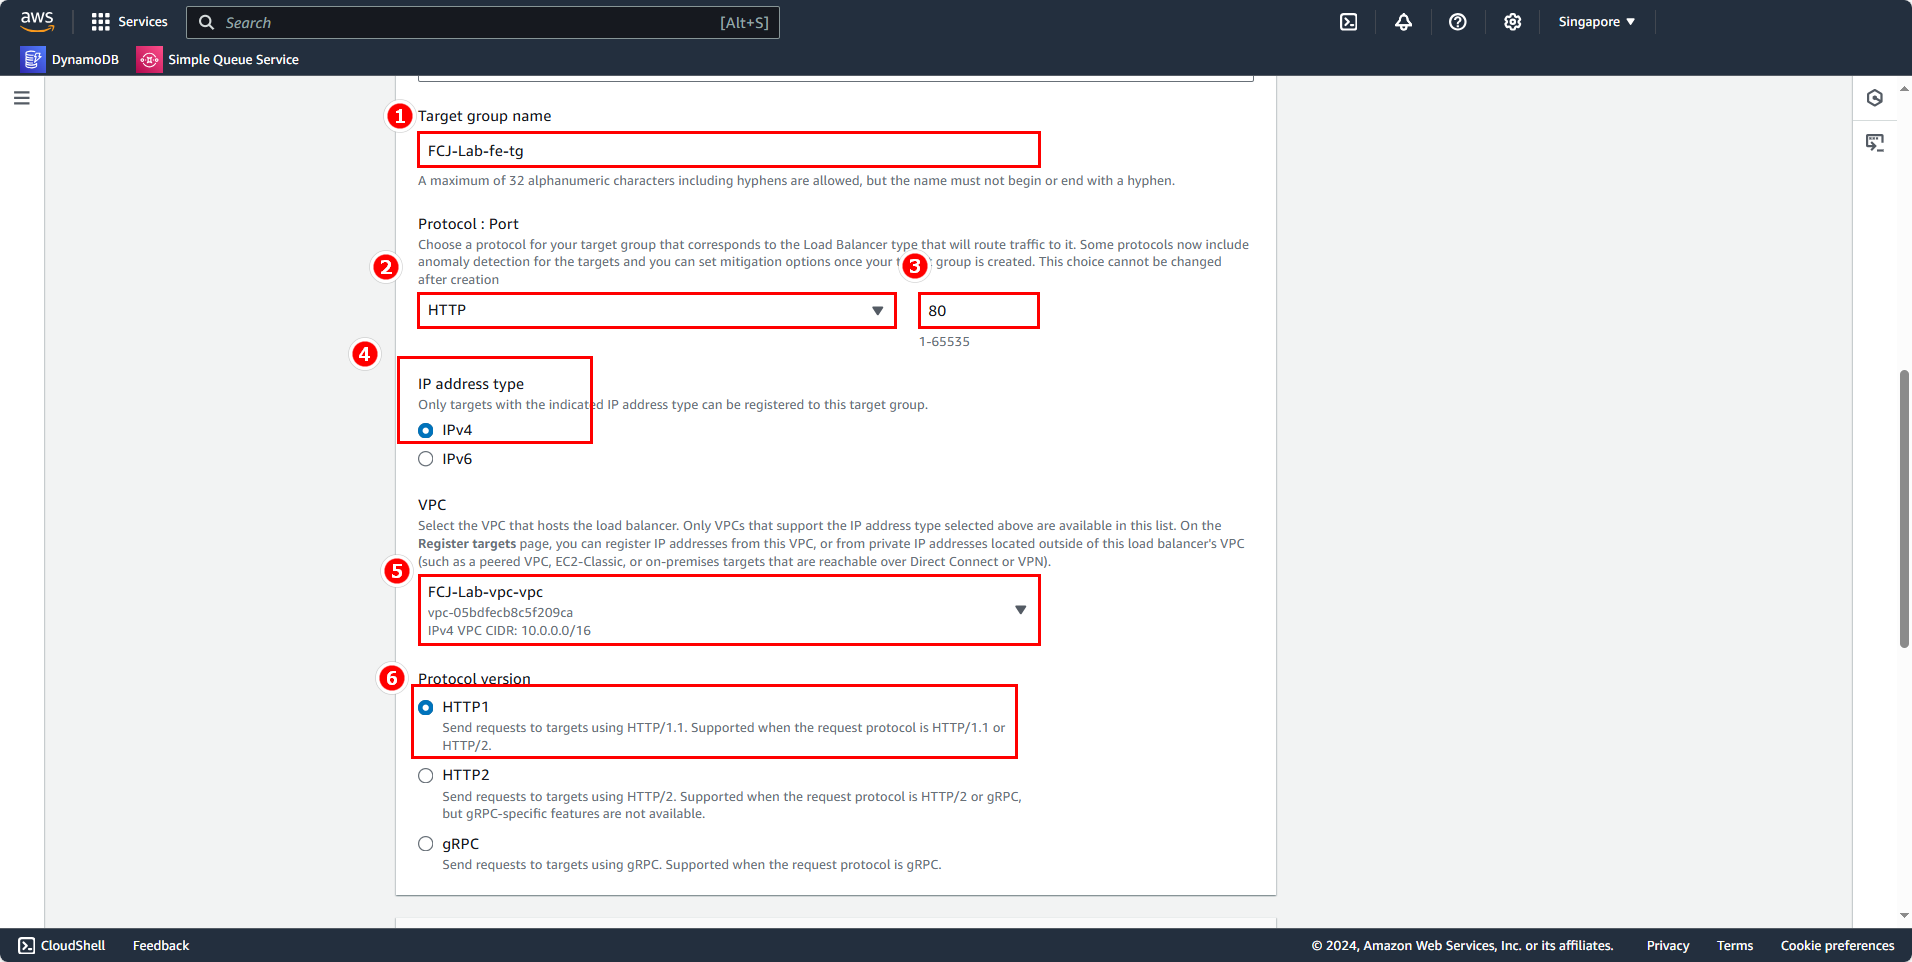 aws
Services
Search
[Alt+S]
Singapore
DynamoDB
Simple Queue Service
1
Target group name
FCJ-Lab-fe-tg
A maximum of 32 alphanumeric characters including hyphens are allowed, but the name must not begin or end with a hyphen.
Protocol : Port
Choose a protocol for your target group that corresponds to the Load Balancer type that will route traffic to it. Some protocols now include
2
anomaly detection for the targets and you can set mitigation options once your
3
group is created. This choice cannot be changed
after creation
HTTP
80
1-65535
4
IP address type
Only targets with the indicated IP address type can be registered to this target group.
IPv4
IPv6
VPC
Select the VPC that hosts the load balancer. Only VPCs that support the IP address type selected above are available in this list. On the
Register targets page, you can register IP addresses from this VPC, or from private IP addresses located outside of this load balancer's VPC
(such as a peered VPC, EC2-Classic, or on-premises targets that are reachable over Direct Connect or VPN).
5
FCJ-Lab-vpc-vpc
vpc-05bdfecb8c5f209ca
IPv4 VPC CIDR: 10.0.0.0/16
6
Protocol version
HTTP1
Send requests to targets using HTTP/1.1. Supported when the request protocol is HTTP/1.1 or
HTTP/2.
HTTP2
Send requests to targets using HTTP/2. Supported when the request protocol is HTTP/2 or gRPC,
but gRPC-specific features are not available.
gRPC
Send requests to targets using gRPC. Supported when the request protocol is gRPC.
CloudShell
Feedback
© 2024, Amazon Web Services, Inc. or its affiliates.
Privacy
Terms
Cookie preferences